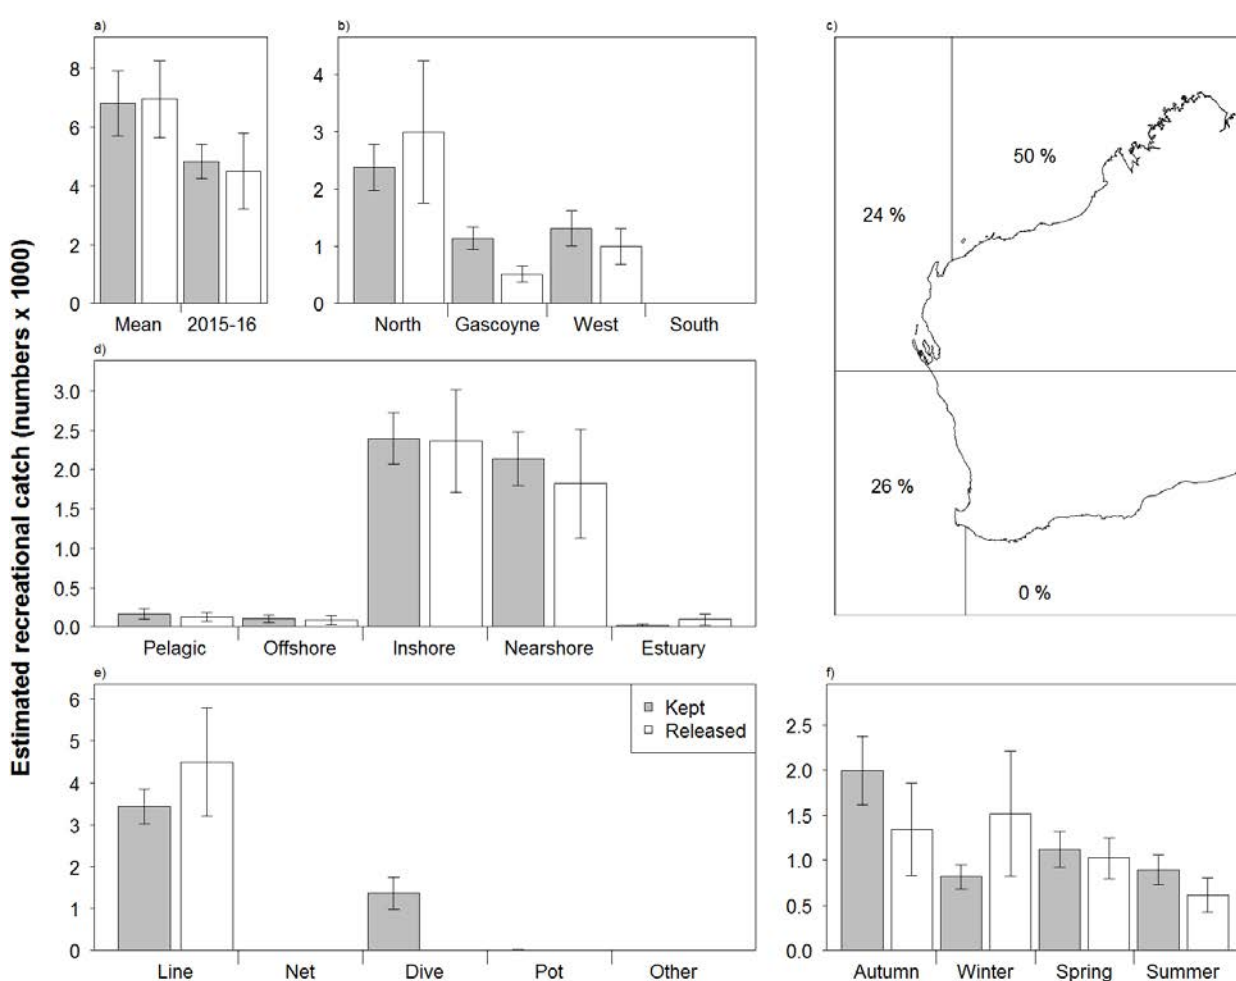 Estimated recreational catch (numbers x 1000)
a)
8
6
4
2
0
Mean 2015-16
b)
4
3
2
1
0
North Gascoyne West South
c)
50 %
24 %
26 %
0 %
d)
3.0
2.5
2.0
1.5
1.0
0.5
0.0
Pelagic Offshore Inshore Nearshore Estuary
e)
6
5
4
3
2
1
0
Kept
Released
Line Net Dive Pot Other
f)
2.5
2.0
1.5
1.0
0.5
0.0
Autumn Winter Spring Summer